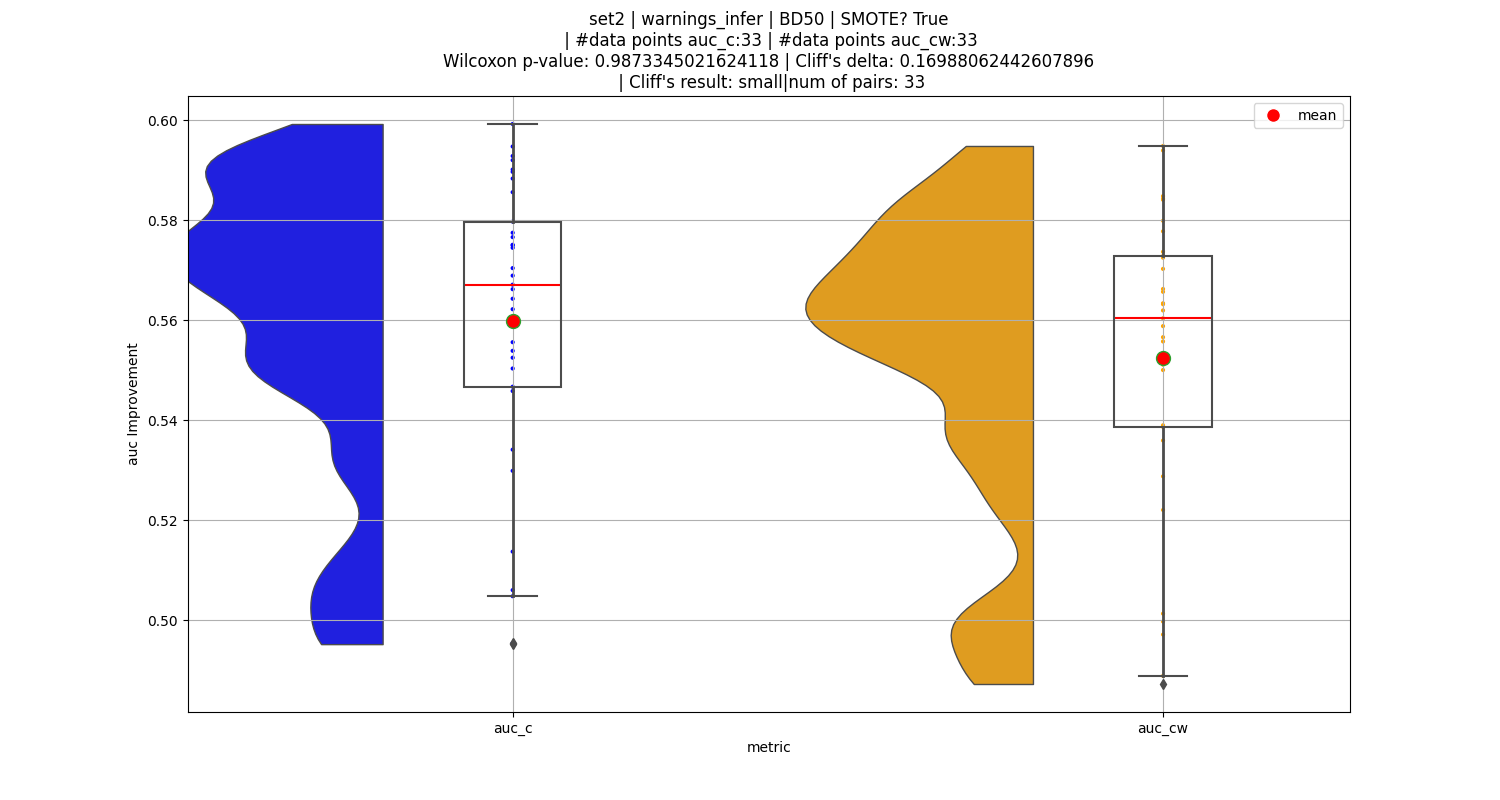 set2 | warnings_infer | BD50 | SMOTE? True
| #data points auc_c:33 | #data points auc_cw:33
Wilcoxon p-value: 0.9873345021624118 | Cliff's delta: 0.16988062442607896
| Cliff's result: small|num of pairs: 33
mean
0.60
0.58
0.56
0.54
0.52
0.50
auc Improvement
auc_c
auc_cw
metric